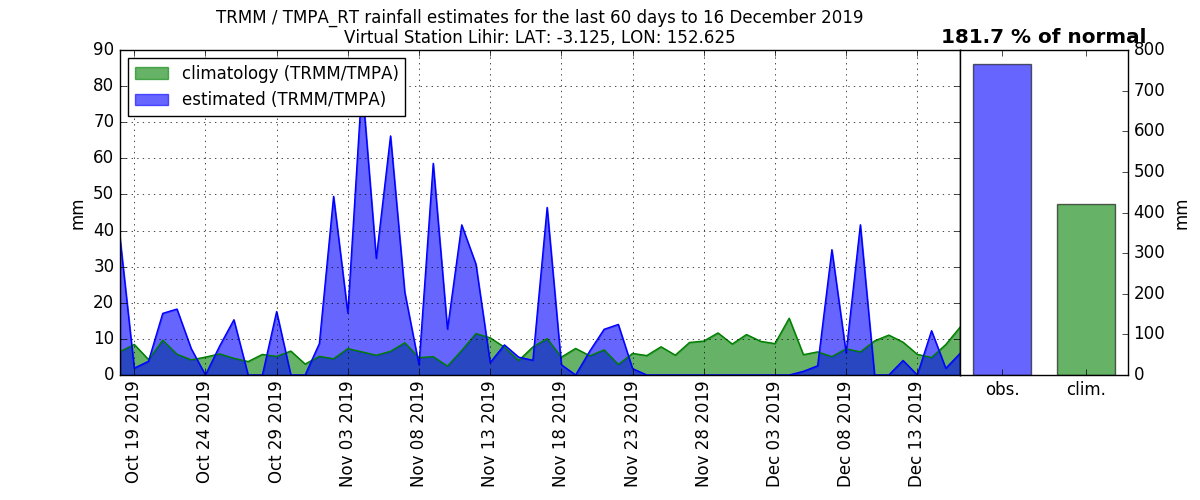 TRMM / TMPA_RT rainfall estimates for the last 60 days to 16 December 2019
Virtual Station Lihir: LAT: -3.125, LON: 152.625
181.7 % of normal
climatology (TRMM/TMPA)
estimated (TRMM/TMPA)
mm
90
80
70
60
50
40
30
20
10
0
Oct 19 2019
Oct 24 2019
Oct 29 2019
Nov 03 2019
Nov 08 2019
Nov 13 2019
Nov 18 2019
Nov 23 2019
Nov 28 2019
Dec 03 2019
Dec 08 2019
Dec 13 2019
obs.
clim.
800
700
600
500
400
300
200
100
0
mm